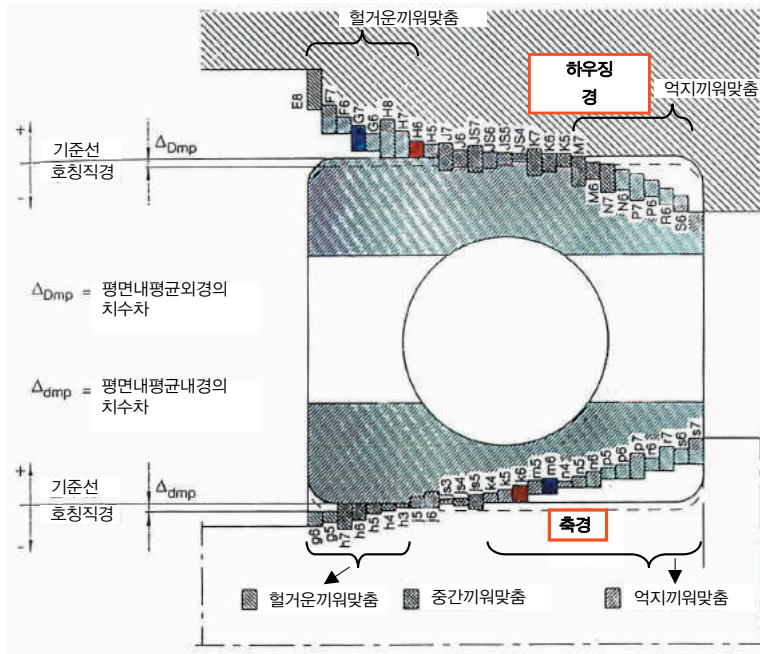 헐거운끼워맞춤
하우징
경
억지끼워맞춤
E8
F7
F6
G7
G6
H8
H7
H6
H5
J7
J6
JS7
JS6
JS5
JS4
K7
K6
K5
M7
M6
N7
N6
P7
P6
R6
S6
+
기준선
호칭직경
-
ΔDmp
ΔDmp = 평면내평균외경의
치수차
Δdmp = 평면내평균내경의
치수차
+
기준선
호칭직경
-
Δdmp
g6
g5
h7
h6
h5
h4
h3
j5
j6
js3
js4
js5
k4
k5
k6
m5
m6
n4
n5
n6
p5
p6
p7
r6
r7
s6
s7
축경
헐거운끼워맞춤
중간끼워맞춤
억지끼워맞춤